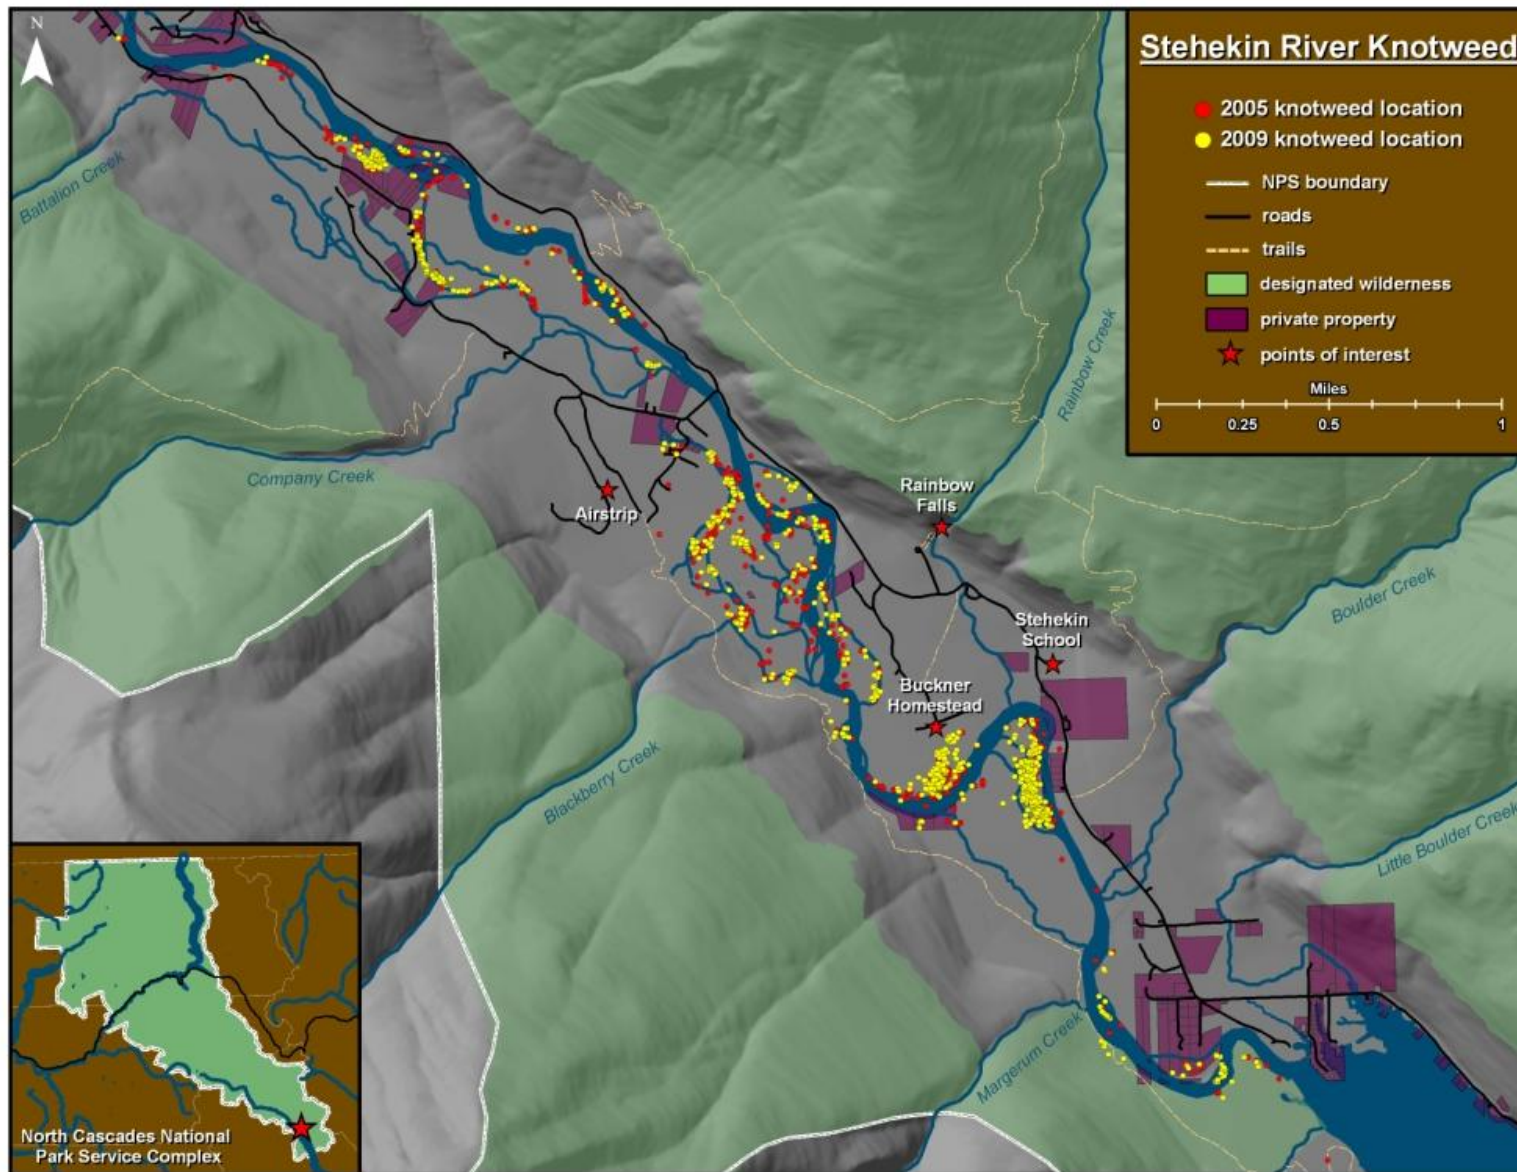 N
Stehekin River Knotweed
2005 knotweed location
2009 knotweed location
NPS boundary
roads
trails
designated wilderness
private property
points of interest
Miles
0 0.25 0.5 1
Battalion Creek
Company Creek
Airstrip
Rainbow
Falls
Rainbow Creek
Boulder Creek
Stehekin
School
Buckner
Homestead
Blackberry Creek
Little Boulder Creek
Margerum Creek
North Cascades National
Park Service Complex